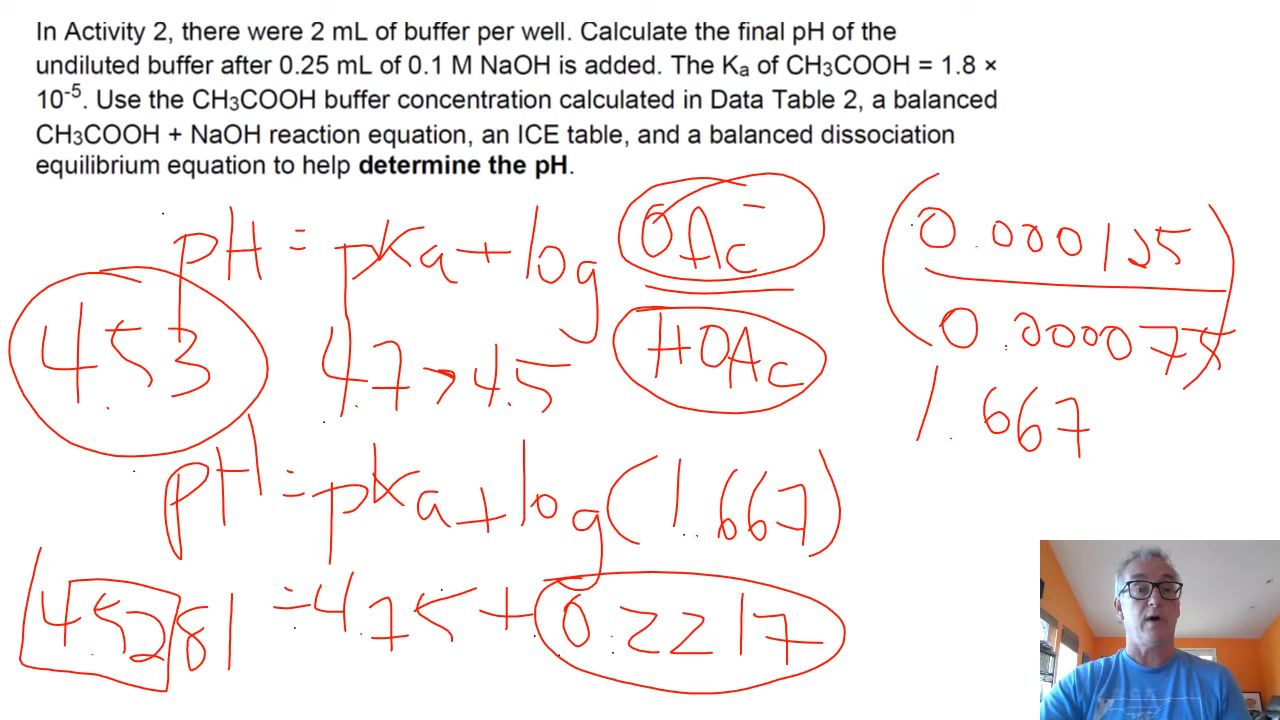 In Activity 2, there were 2 mL of buffer per well. Calculate the final pH of the
undiluted buffer after 0.25 mL of 0.1 M NaOH is added. The Ka of CH3COOH = 1.8 ×
10-5. Use the CH3COOH buffer concentration calculated in Data Table 2, a balanced
CH3COOH + NaOH reaction equation, an ICE table, and a balanced dissociation
equilibrium equation to help determine the pH.
pH = pKa + log OAc-
HOAc
(0.000125
0.000075)
4.53
4.7 → 4.5
1.667
pH = pKa + log (1.667)
4.5281 = 4.75 + 0.2217